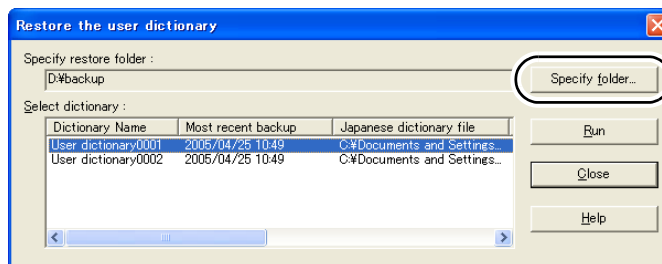 Restore the user dictionary
Specify restore folder :
D:¥backup
Specify folder...
Select dictionary :
Dictionary Name Most recent backup Japanese dictionary file
User dictionary0001 2005/04/25 10:49 C:¥Documents and Settings...
User dictionary0002 2005/04/25 10:49 C:¥Documents and Settings...
Run
Close
Help